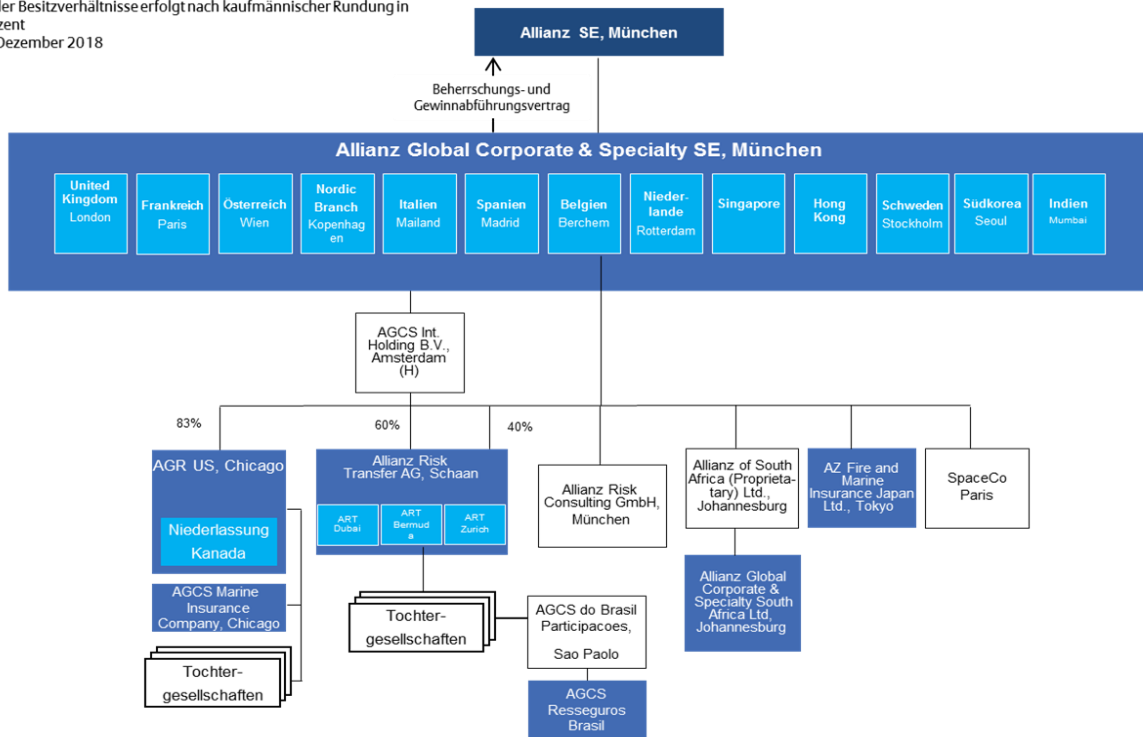 der Besitzverhältnisse erfolgt nach kaufmännischer Rundung in
zent
Dezember 2018
Allianz SE, München
Beherrschungs- und
Gewinnabführungsvertrag
Allianz Global Corporate & Specialty SE, München
United
Kingdom
London
Frankreich
Paris
Österreich
Wien
Nordic
Branch
Kopenhag
en
Italien
Mailand
Spanien
Madrid
Belgien
Berchem
Nieder-
lande
Rotterdam
Singapore
Hong
Kong
Schweden
Stockholm
Südkorea
Seoul
Indien
Mumbai
AGCS Int.
Holding B.V.,
Amsterdam
(H)
83%
60%
40%
AGR US, Chicago
Niederlassung
Kanada
AGCS Marine
Insurance
Company, Chicago
Tochter-
gesellschaften
Allianz Risk
Transfer AG, Schaan
ART
Dubai
ART
Bermud
a
ART
Zurich
Tochter-
gesellschaften
AGCS do Brasil
Participacoes,
Sao Paolo
AGCS
Resseguros
Brasil
Allianz Risk
Consulting GmbH,
München
Allianz of South
Africa (Proprieta-
tary) Ltd.,
Johannesburg
Allianz Global
Corporate &
Specialty South
Africa Ltd,
Johannesburg
AZ Fire and
Marine
Insurance Japan
Ltd., Tokyo
SpaceCo
Paris